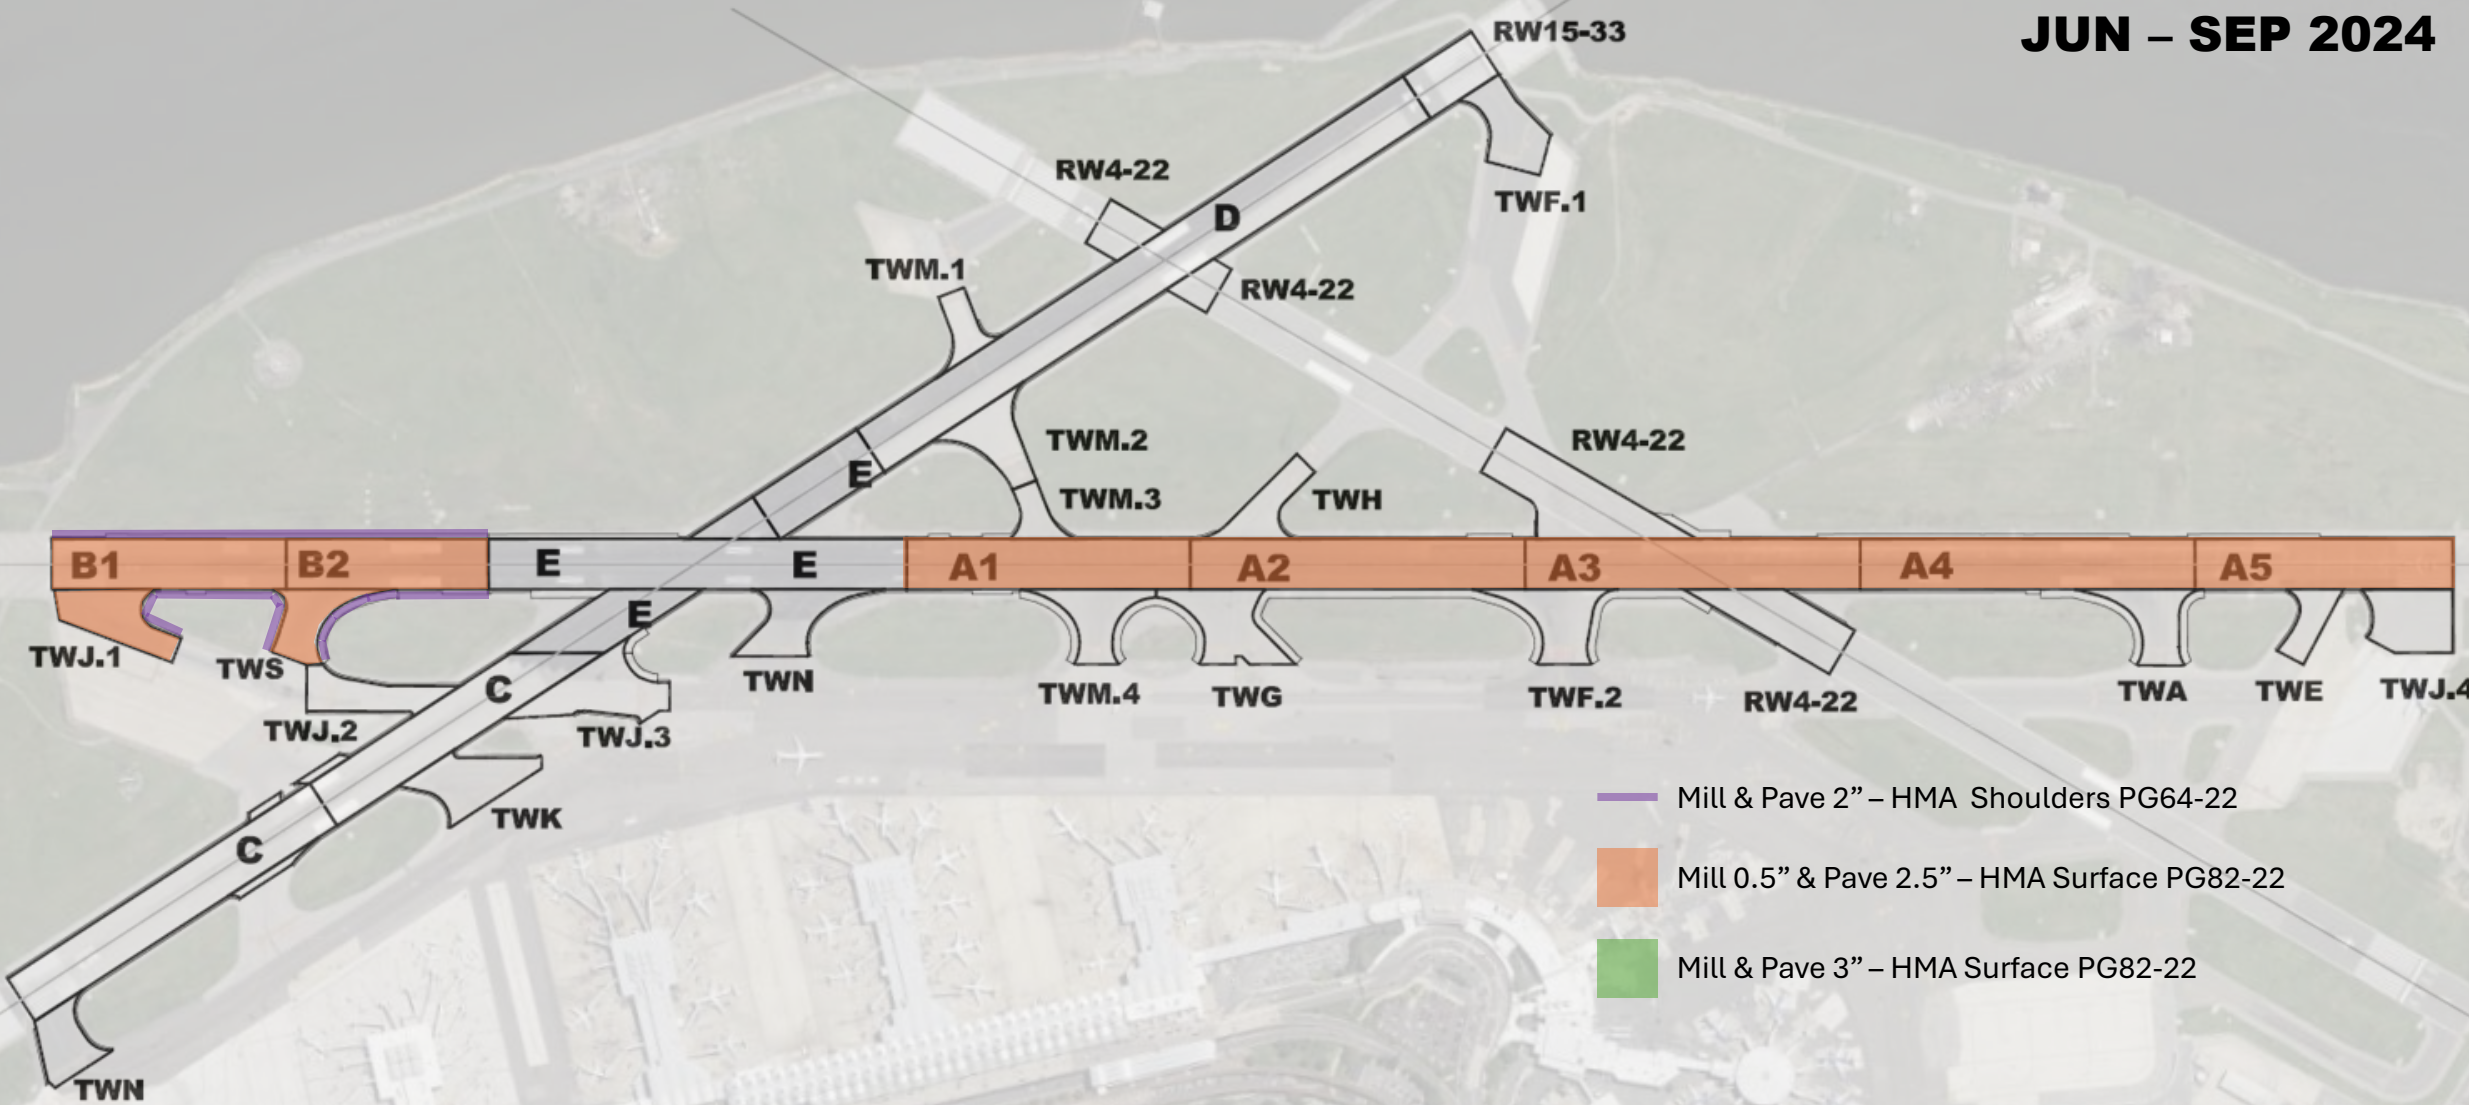 JUN – SEP 2024
RW15-33
RW4-22
TWF.1
D
TWM.1
RW4-22
TWM.2
RW4-22
E
TWM.3
TWH
B1
B2
E
E
A1
A2
A3
A4
A5
E
TWJ.1
TWS
C
TWN
TWM.4
TWG
TWF.2
RW4-22
TWA
TWE
TWJ.4
TWJ.2
TWJ.3
TWK
C
TWN
Mill & Pave 2” – HMA Shoulders PG64-22
Mill 0.5” & Pave 2.5” – HMA Surface PG82-22
Mill & Pave 3” – HMA Surface PG82-22